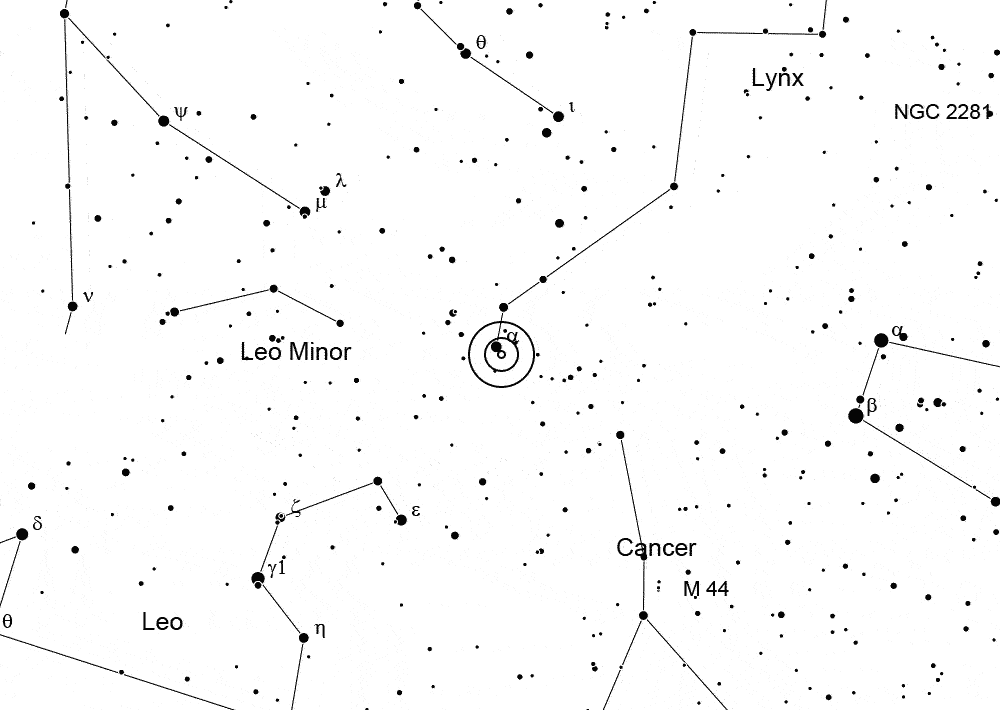 θ
Lynx
ψ
ι
NGC 2281
λ
μ
ν
α
α
Leo Minor
β
ζ
ε
δ
Cancer
γ1
M 44
θ
Leo
η